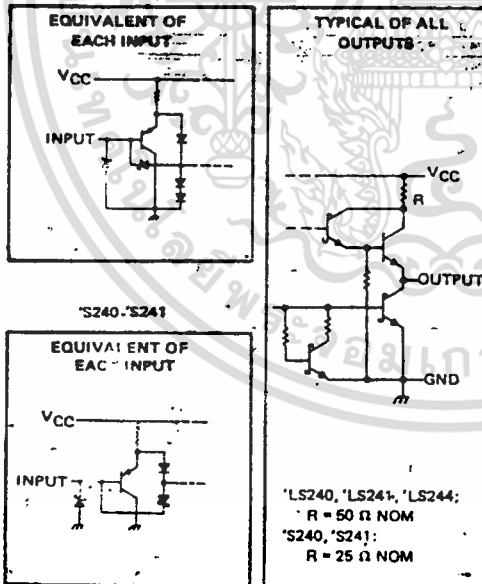 EQUIVALENT OF
EACH INPUT
VCC
INPUT
'S240, 'S241
EQUIVALENT OF
EACH INPUT
VCC
INPUT
TYPICAL OF ALL
OUTPUTS
VCC
R
OUTPUT
GND
'LS240, 'LS241, 'LS244:
R = 50 Ω NOM
'S240, 'S241:
R = 25 Ω NOM